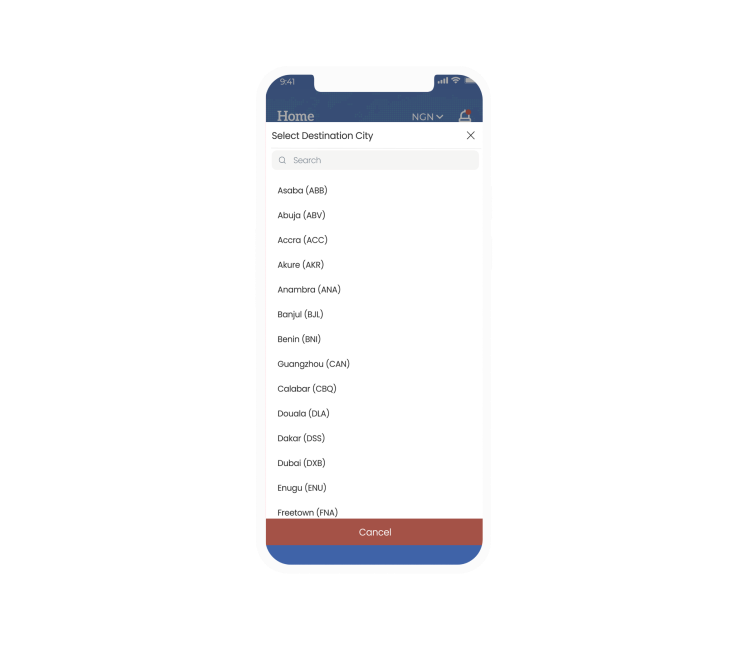 9:41
Home
NGN
Select Destination City
Search
Asaba (ABB)
Abuja (ABV)
Accra (ACC)
Akure (AKR)
Anambra (ANA)
Banjul (BJL)
Benin (BNI)
Guangzhou (CAN)
Calabar (CBQ)
Douala (DLA)
Dakar (DSS)
Dubai (DXB)
Enugu (ENU)
Freetown (FNA)
Cancel